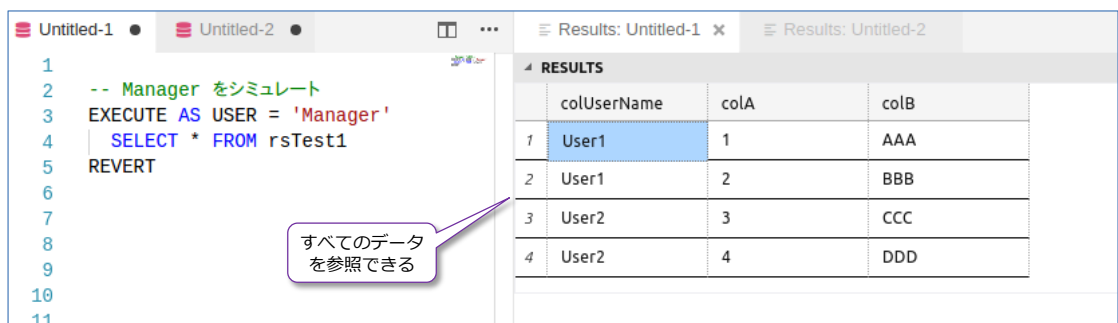 Untitled-1 Untitled-2 Results: Untitled-1 Results: Untitled-2
1
2 -- Manager をシミュレート
3 EXECUTE AS USER = 'Manager'
4 SELECT * FROM rsTest1
5 REVERT
6
7
8
9
10
11
すべてのデータ
を参照できる
RESULTS
colUserName colA colB
1 User1 1 AAA
2 User1 2 BBB
3 User2 3 CCC
4 User2 4 DDD